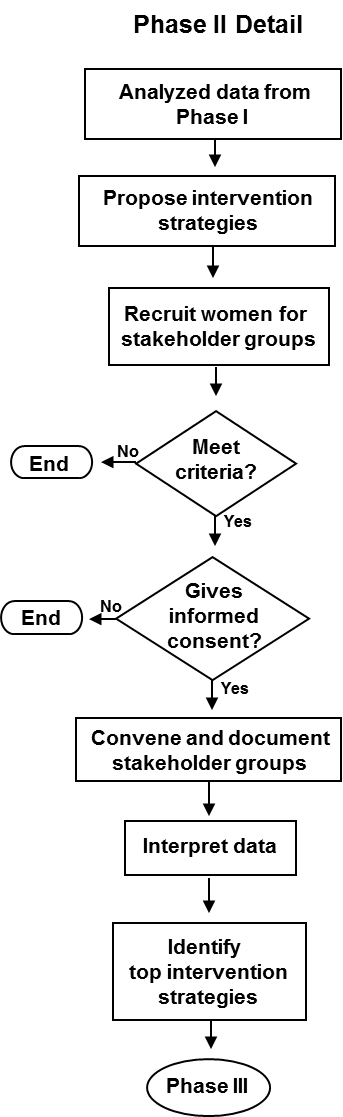 Phase II Detail
Analyzed data from
Phase I
Propose intervention
strategies
Recruit women for
stakeholder groups
Meet
criteria?
No
End
Yes
Gives
informed
consent?
No
End
Yes
Convene and document
stakeholder groups
Interpret data
Identify
top intervention
strategies
Phase III